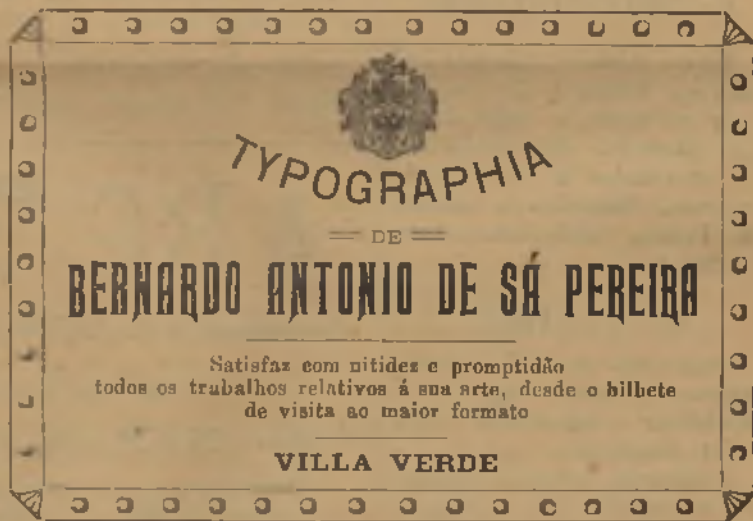 TYPOGRAPHIA
DE
BERNARDO ANTONIO DE SÁ PEREIRA
Satisfaz com nitidez e promptidão
todos os trabalhos relativos á sua arte, desde o bilhete
de visita ao maior formato
VILLA VERDE